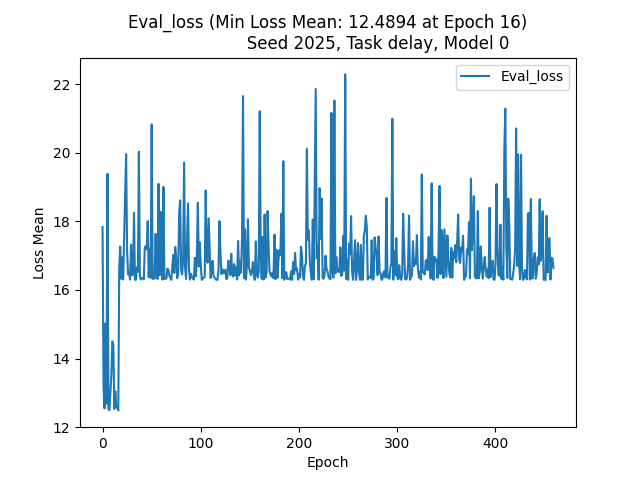 Eval_loss (Min Loss Mean: 12.4894 at Epoch 16)
Seed 2025, Task delay, Model 0
Eval_loss
22
20
18
16
14
12
Loss Mean
0
100
200
300
400
Epoch